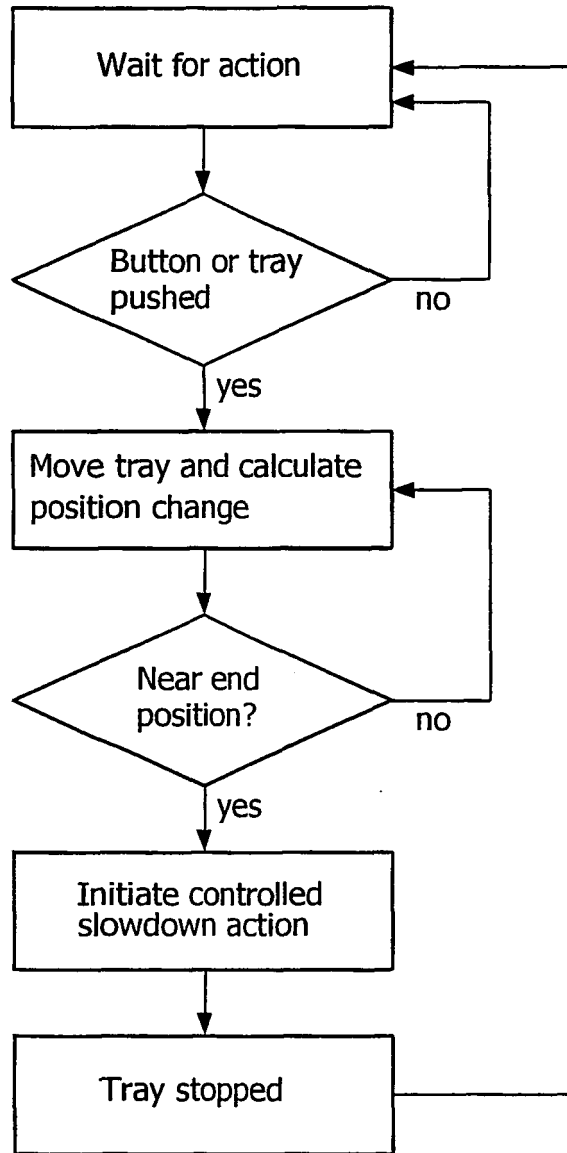 Wait for action
Button or tray
pushed
no
yes
Move tray and calculate
position change
Near end
position?
no
yes
Initiate controlled
slowdown action
Tray stopped